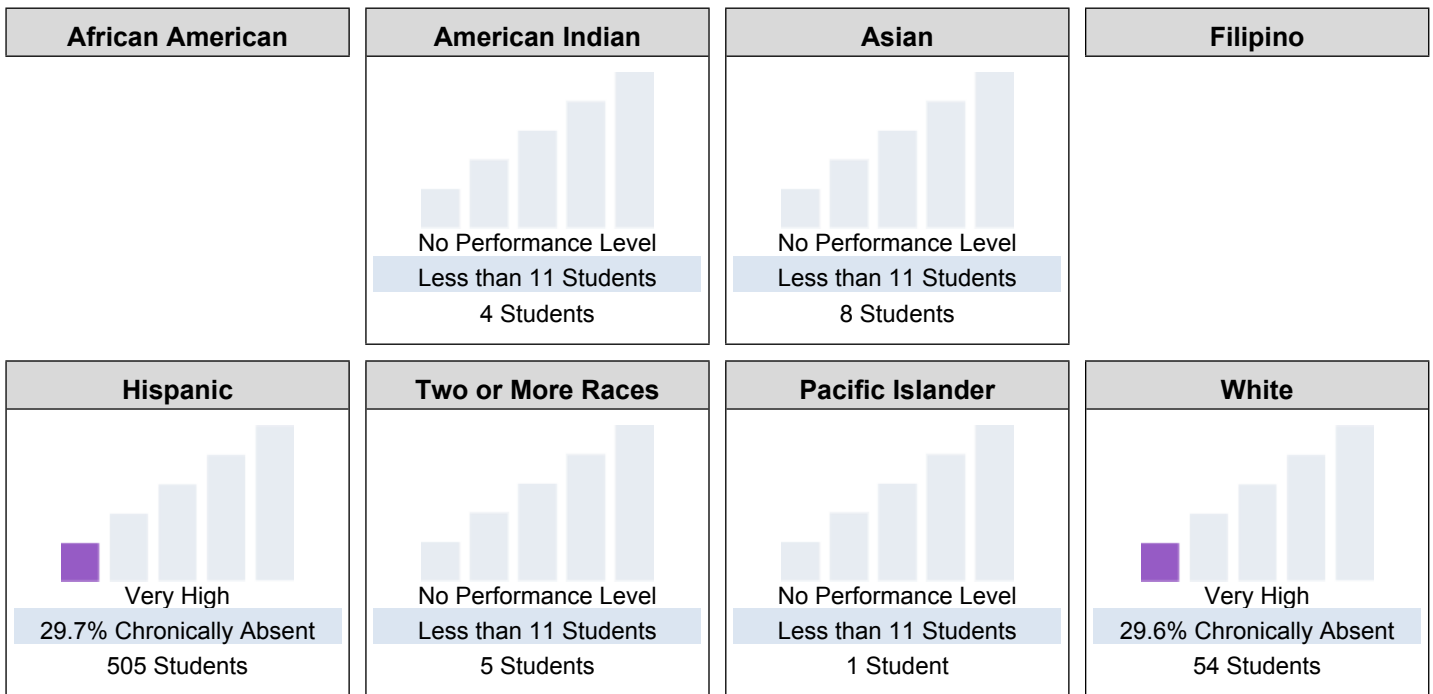 African American
American Indian
Asian
Filipino
No Performance Level
Less than 11 Students
4 Students
No Performance Level
Less than 11 Students
8 Students
Hispanic
Two or More Races
Pacific Islander
White
Very High
29.7% Chronically Absent
505 Students
No Performance Level
Less than 11 Students
5 Students
No Performance Level
Less than 11 Students
1 Student
Very High
29.6% Chronically Absent
54 Students